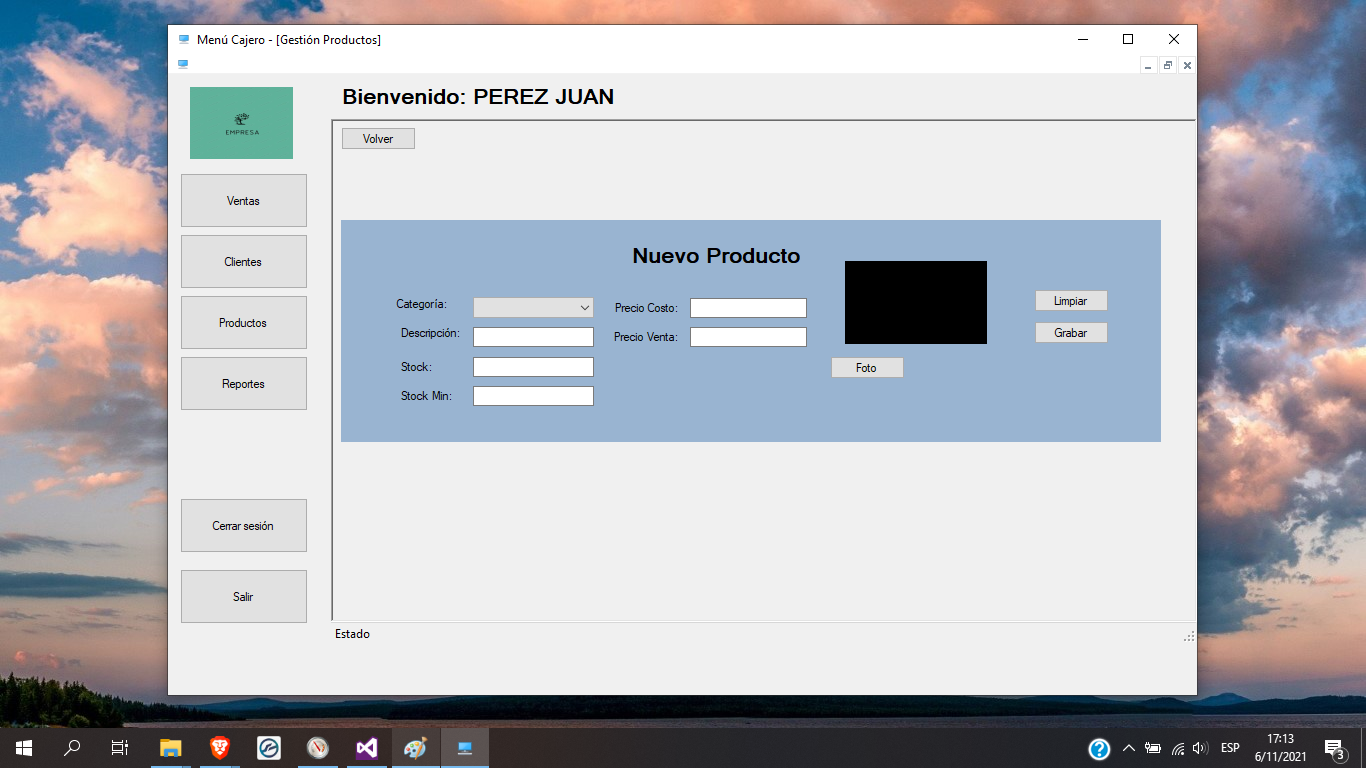 Menú Cajero - [Gestión Productos]
EMPRESA
Bienvenido: PEREZ JUAN
Volver
Ventas
Clientes
Productos
Reportes
Cerrar sesión
Salir
Nuevo Producto
Categoría:
Descripción:
Stock:
Stock Min:
Precio Costo:
Precio Venta:
Foto
Limpiar
Grabar
Estado
ESP
17:13
6/11/2021
3